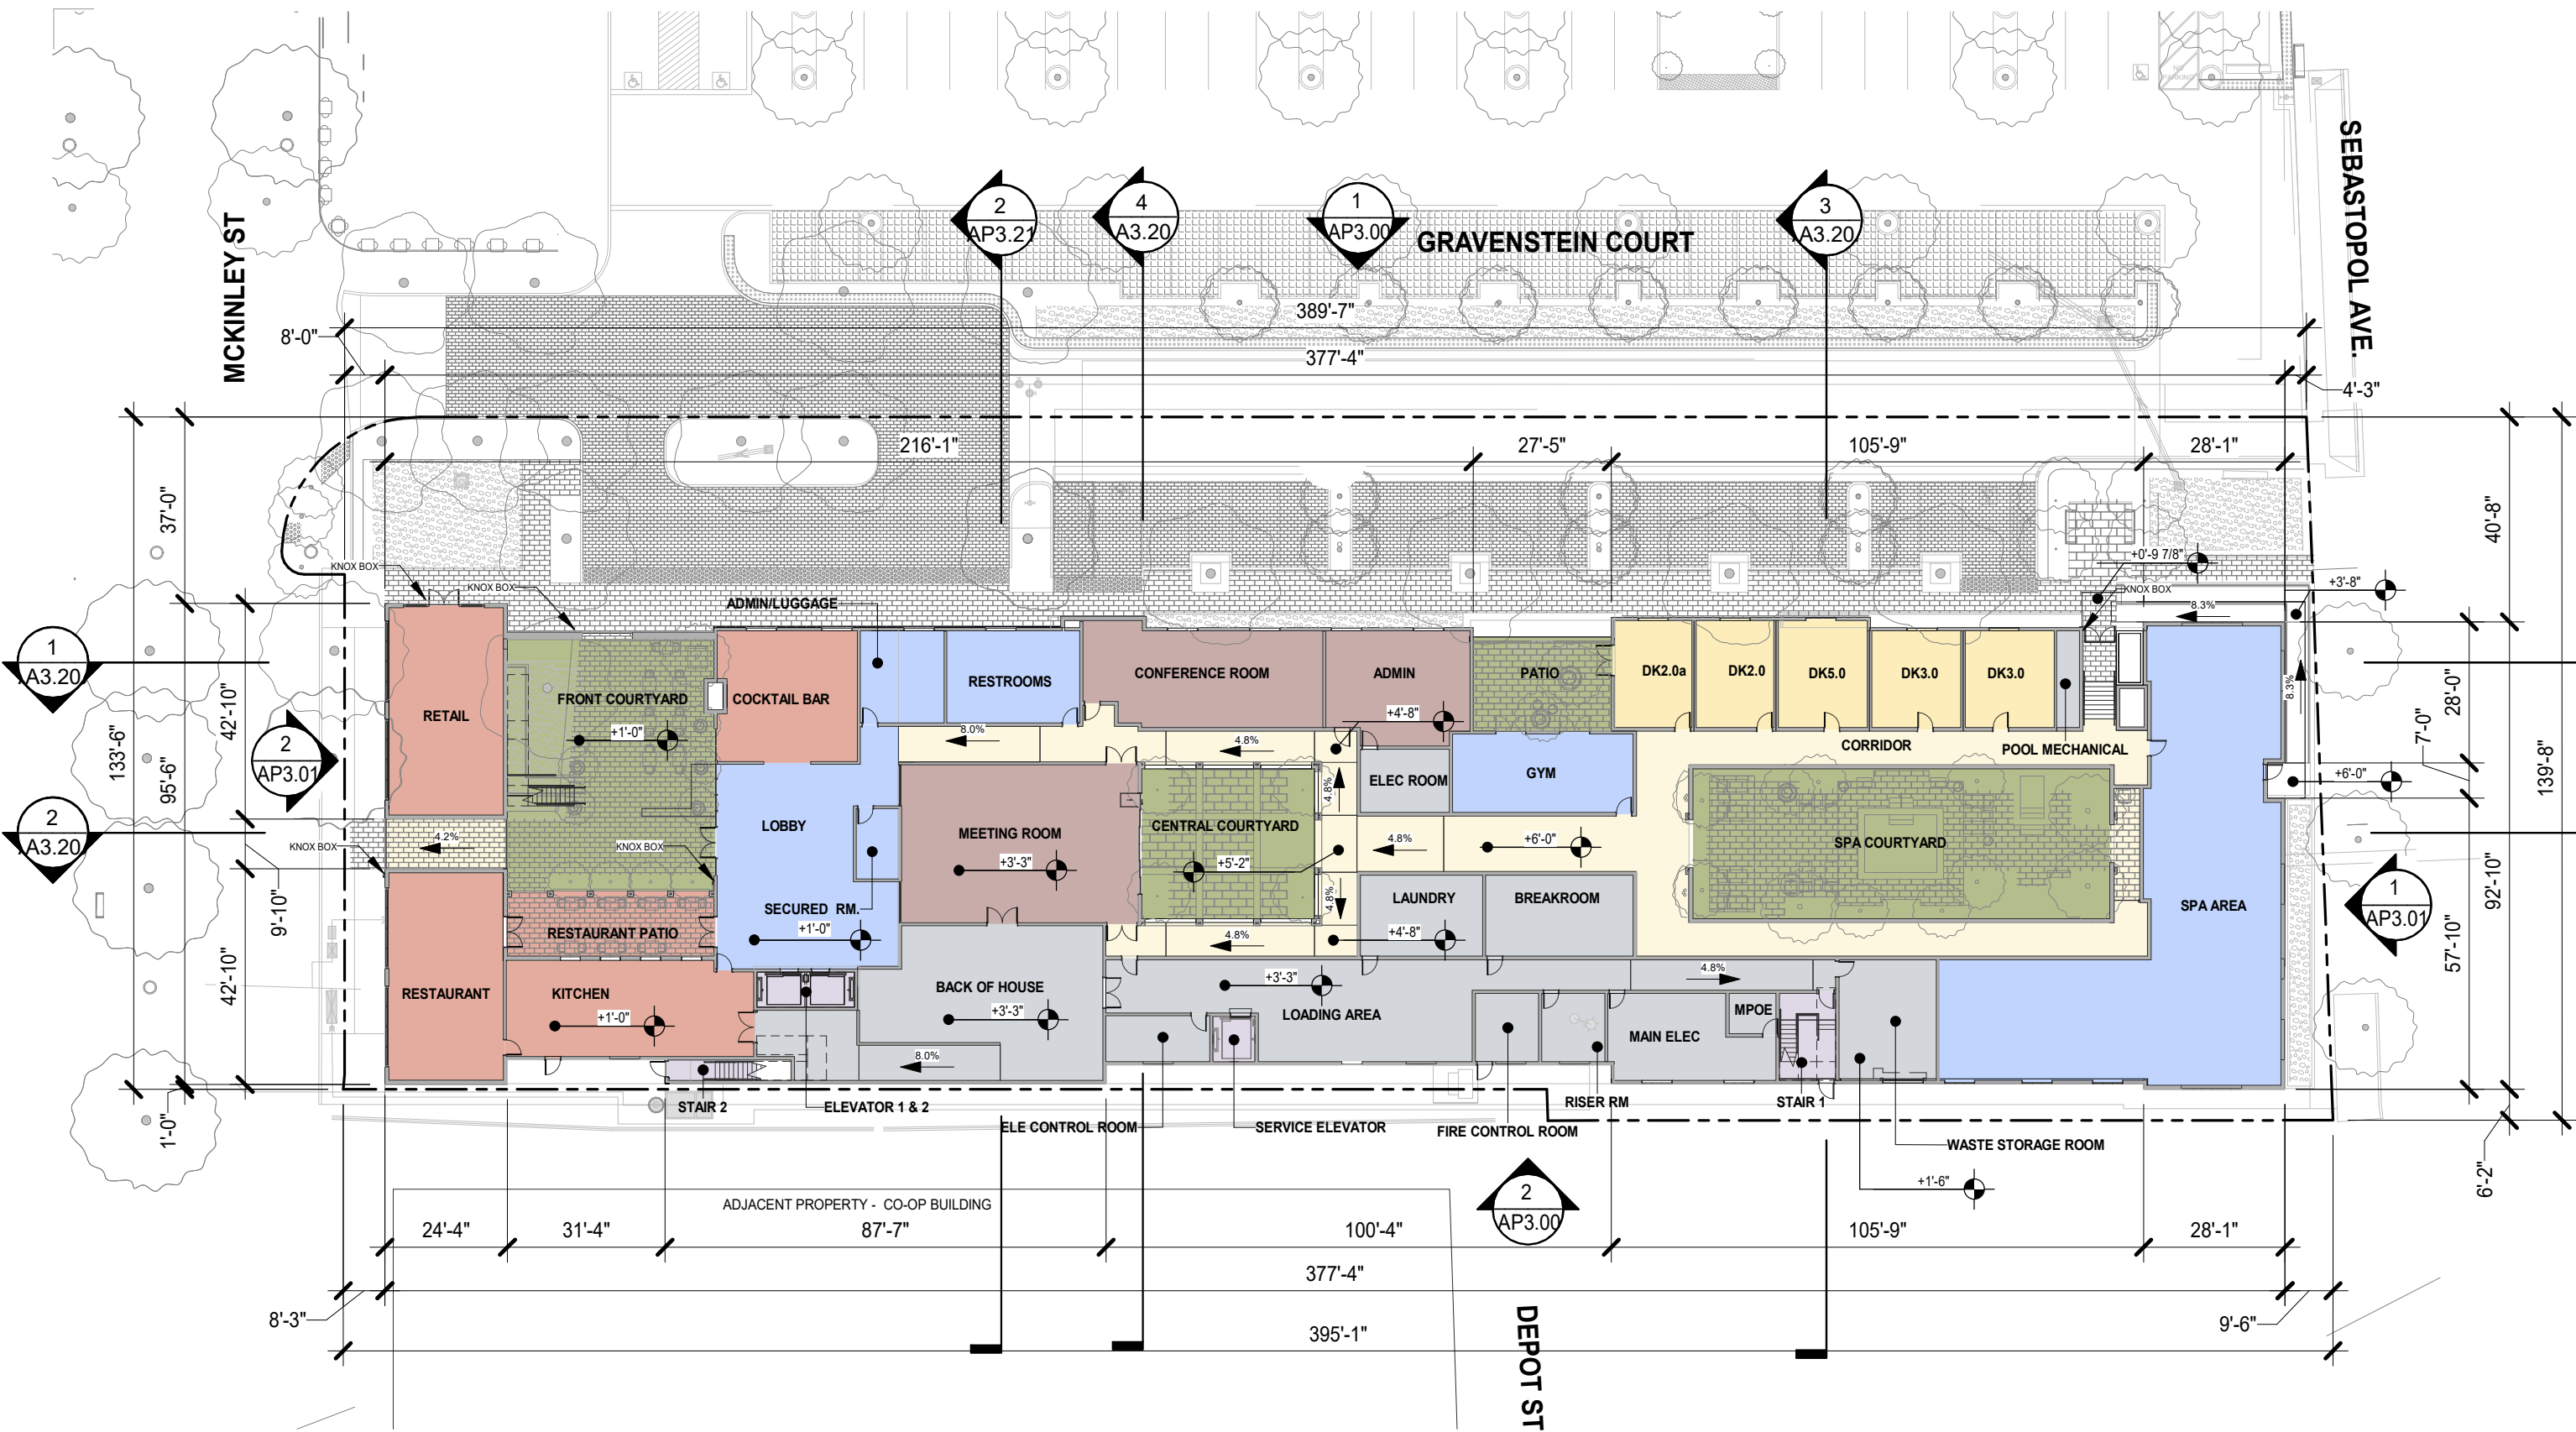 MCKINLEY ST
SEBASTOPOL AVE.
GRAVENSTEIN COURT
2
AP3.21
4
A3.20
1
AP3.00
3
A3.20
NO
PARKING
389'-7"
8'-0"
377'-4"
4'-3"
216'-1"
27'-5"
105'-9"
28'-1"
37'-0"
133'-6"
95'-6"
42'-10"
9'-10"
42'-10"
1'-0"
40'-8"
139'-8"
28'-0"
7'-0"
92'-10"
57'-10"
6'-2"
1
A3.20
2
AP3.01
2
A3.20
1
AP3.01
KNOX BOX
KNOX BOX
KNOX BOX
KNOX BOX
KNOX BOX
+0'-9 7/8"
+3'-8"
8.3%
8.3%
+6'-0"
ADMIN/LUGGAGE
RETAIL
FRONT COURTYARD
+1'-0"
COCKTAIL BAR
RESTROOMS
CONFERENCE ROOM
ADMIN
+4'-8"
PATIO
DK2.0a
DK2.0
DK5.0
DK3.0
DK3.0
CORRIDOR
POOL MECHANICAL
8.0%
4.8%
4.8%
ELEC ROOM
GYM
4.2%
LOBBY
MEETING ROOM
+3'-3"
CENTRAL COURTYARD
+5'-2"
4.8%
+6'-0"
SPA COURTYARD
SPA AREA
SECURED RM.
+1'-0"
4.8%
4.8%
LAUNDRY
+4'-8"
BREAKROOM
RESTAURANT PATIO
RESTAURANT
KITCHEN
+1'-0"
BACK OF HOUSE
+3'-3"
8.0%
+3'-3"
LOADING AREA
4.8%
MAIN ELEC
MPOE
STAIR 2
ELEVATOR 1 & 2
ELE CONTROL ROOM
SERVICE ELEVATOR
FIRE CONTROL ROOM
RISER RM
STAIR 1
WASTE STORAGE ROOM
+1'-6"
2
AP3.00
ADJACENT PROPERTY - CO-OP BUILDING
24'-4"
31'-4"
87'-7"
100'-4"
105'-9"
28'-1"
377'-4"
8'-3"
9'-6"
395'-1"
DEPOT ST